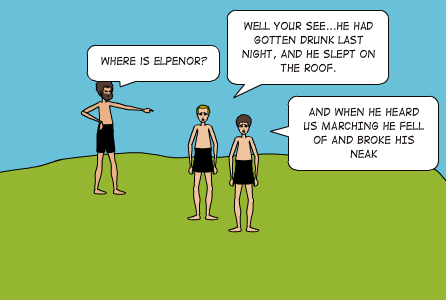 WHERE IS ELPENOR?
WELL YOUR SEE...HE HAD
GOTTEN DRUNK LAST
NIGHT, AND HE SLEPT ON
THE ROOF.
AND WHEN HE HEARD
US MARCHING HE FELL
OF AND BROKE HIS
NEAK